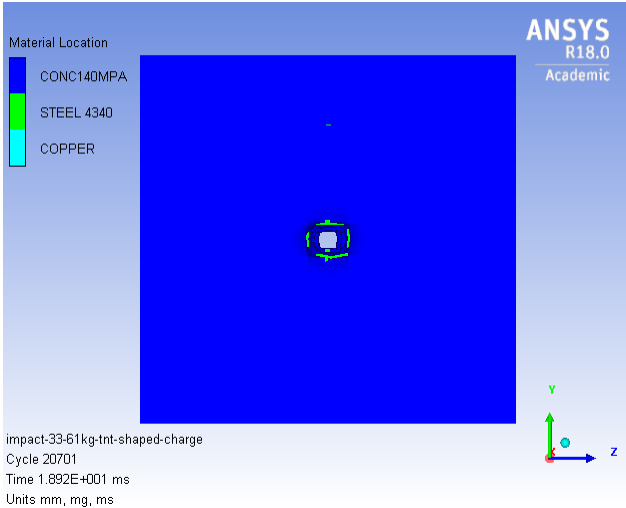 ANSYS
R18.0
Academic
Material Location
CONC140MPA
STEEL 4340
COPPER
impact-33-61kg-tnt-shaped-charge
Cycle 20701
Time 1.892E+001 ms
Units mm, mg, ms
Y
X
Z